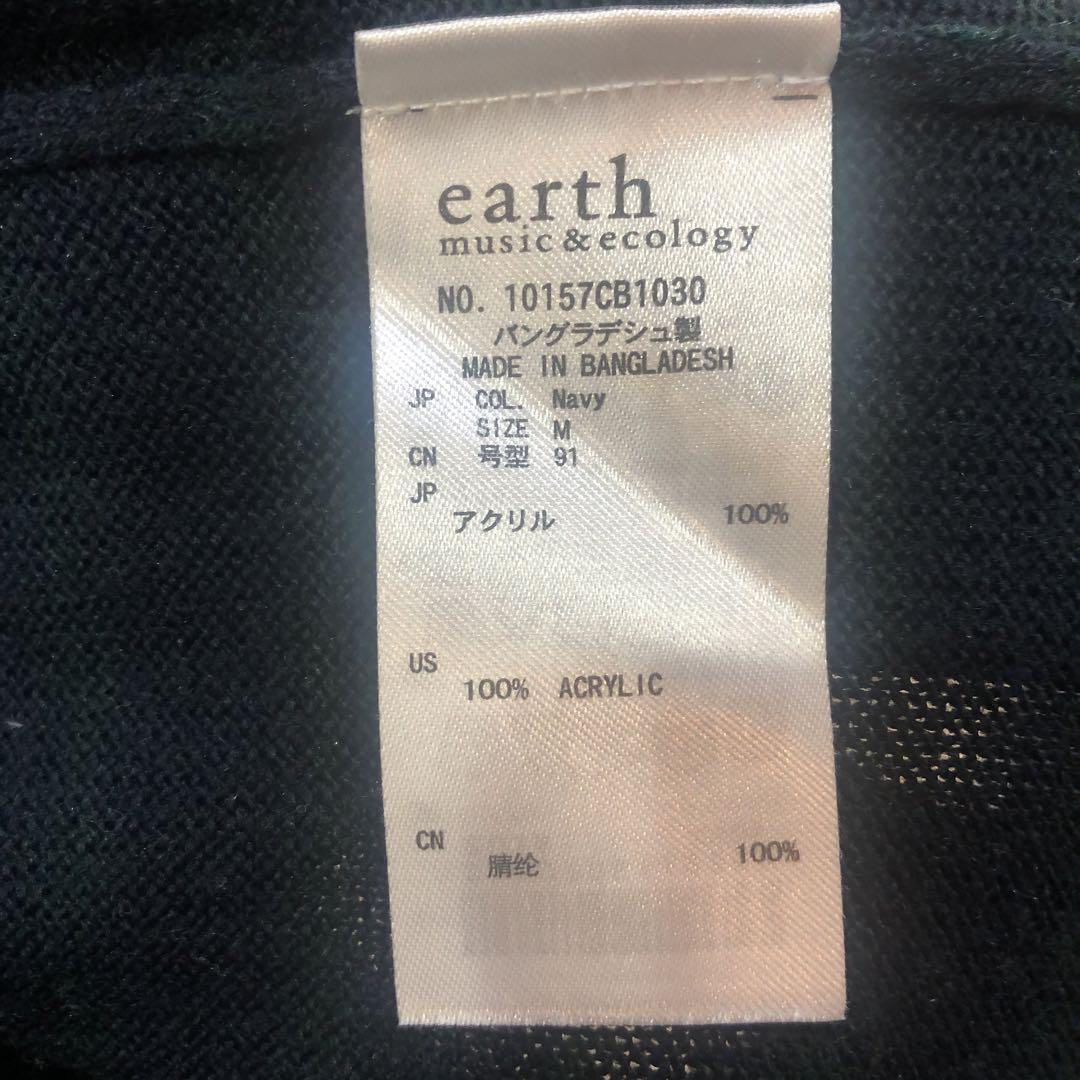 earth
music & ecology
NO. 10157CB1030
バングラデシュ製
MADE IN BANGLADESH
JP COL. Navy
SIZE M
CN 号型 91
JP
アクリル 100%
US
100% ACRYLIC
CN
腈纶 100%